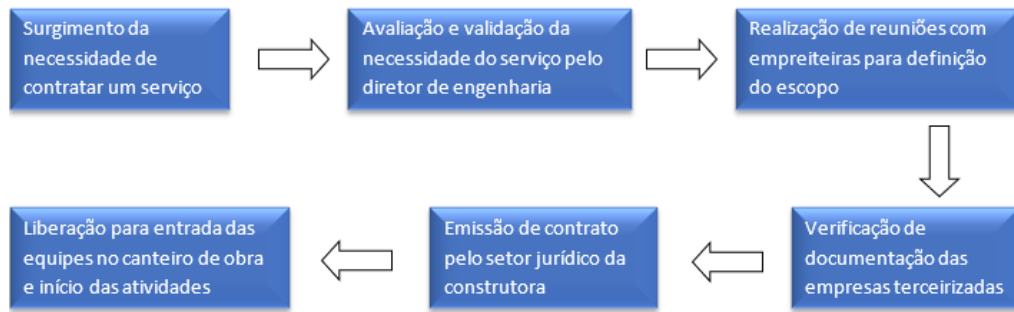 Surgimento da
necessidade de
contratar um serviço
Avaliação e validação da
necessidade do serviço pelo
diretor de engenharia
Realização de reuniões com
empreiteiras para definição
do escopo
Verificação de
documentação das
empresas terceirizadas
Emissão de contrato
pelo setor jurídico da
construtora
Liberação para entrada das
equipes no canteiro de obra
e início das atividades